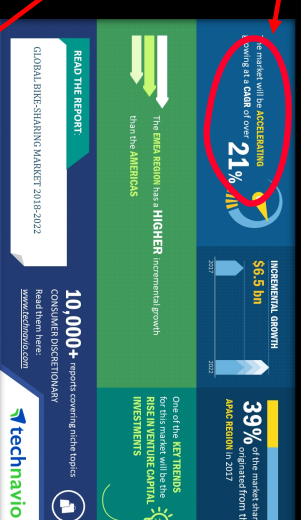 The market will be ACCELERATING
growing at a CAGR of over
21%
INCREMENTAL GROWTH
$6.5 bn
2017
2022
39% of the market
originated from
APAC REGION in 2017
The EMEA REGION has a HIGHER incremental growth
than the AMERICAS
One of the KEY TRENDS
for this market will be the
RISE IN VENTURE CAPITAL
INVESTMENTS
READ THE REPORT:
GLOBAL BIKE-SHARING MARKET 2018-2022
10,000+ reports covering niche topics
CONSUMER DISCRETIONARY
Read them here:
www.technavio.com
technavio